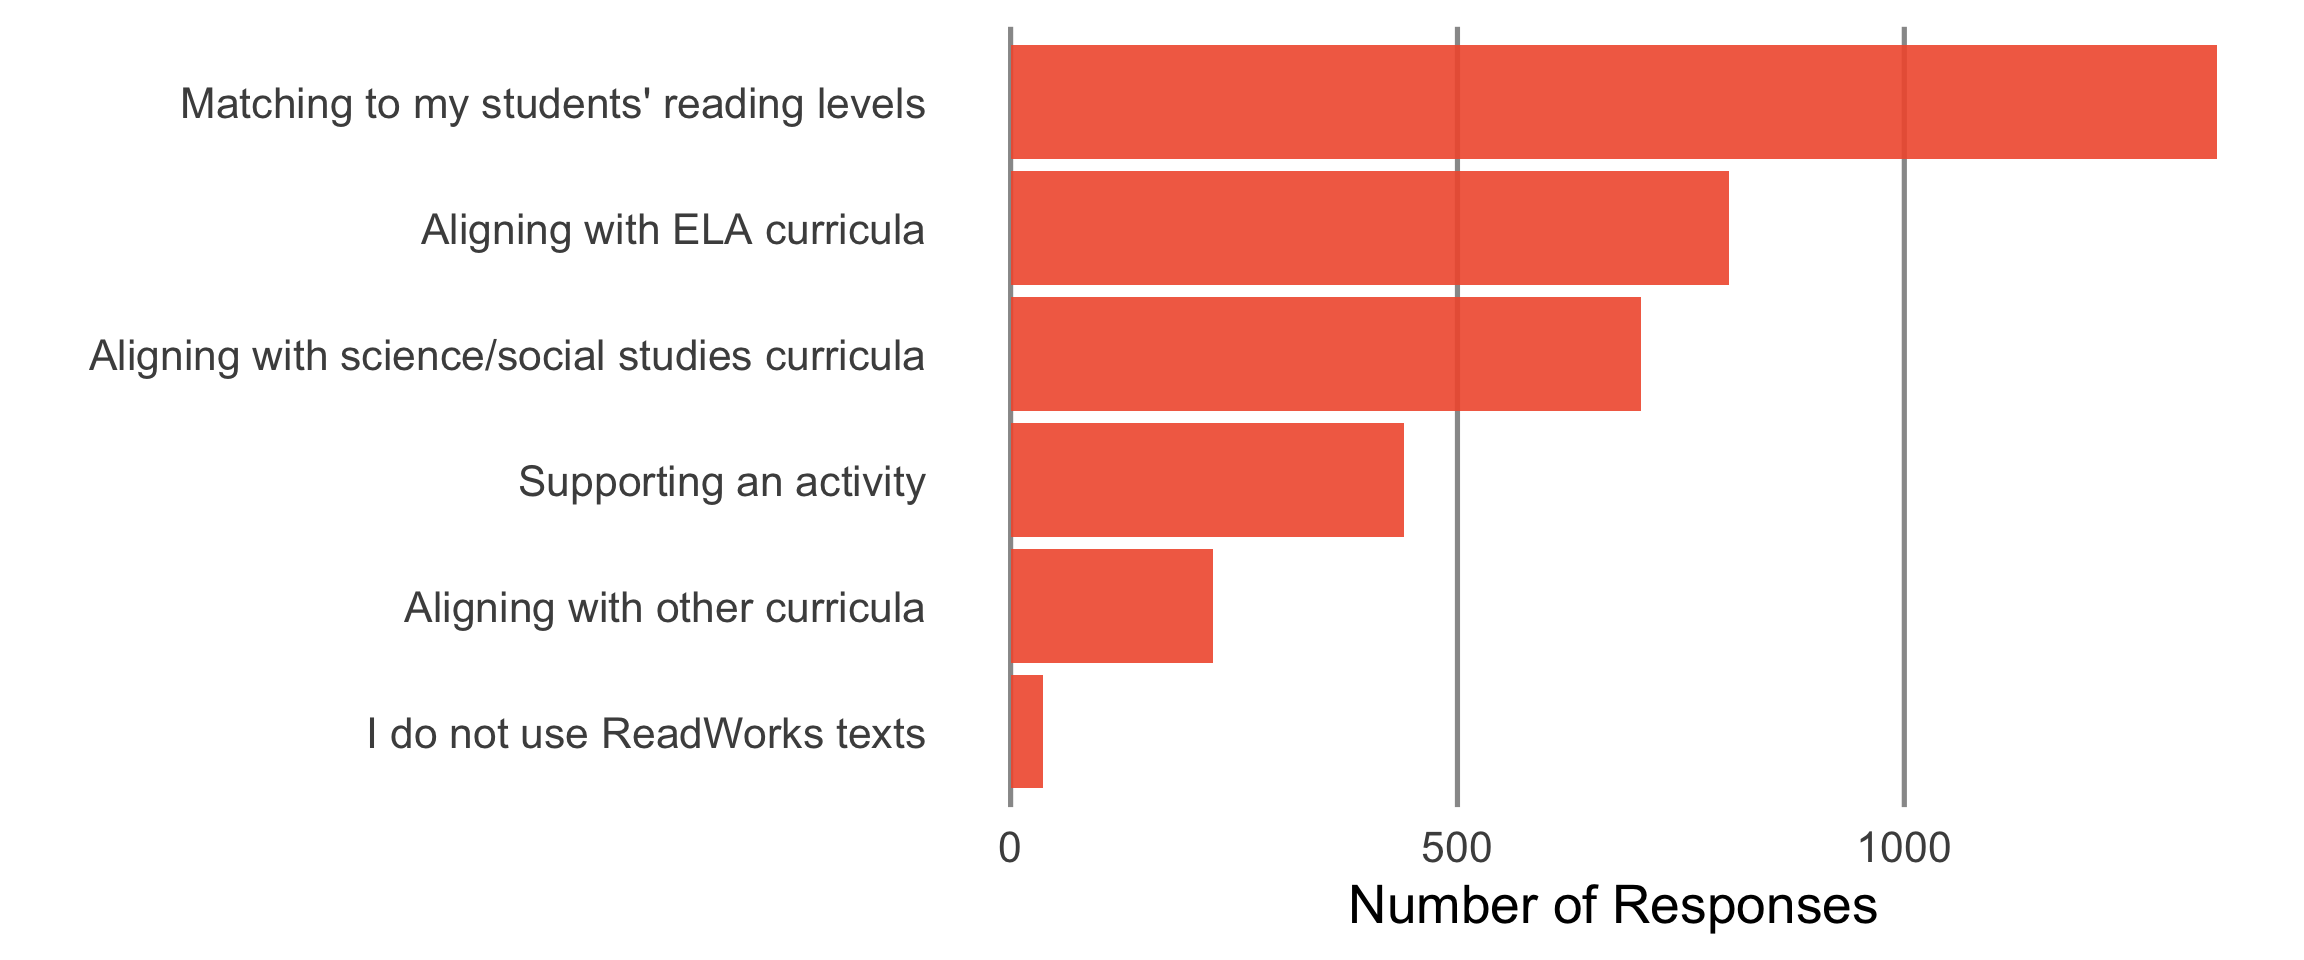 Matching to my students' reading levels
Aligning with ELA curricula
Aligning with science/social studies curricula
Supporting an activity
Aligning with other curricula
I do not use ReadWorks texts
0 500 1000
Number of Responses